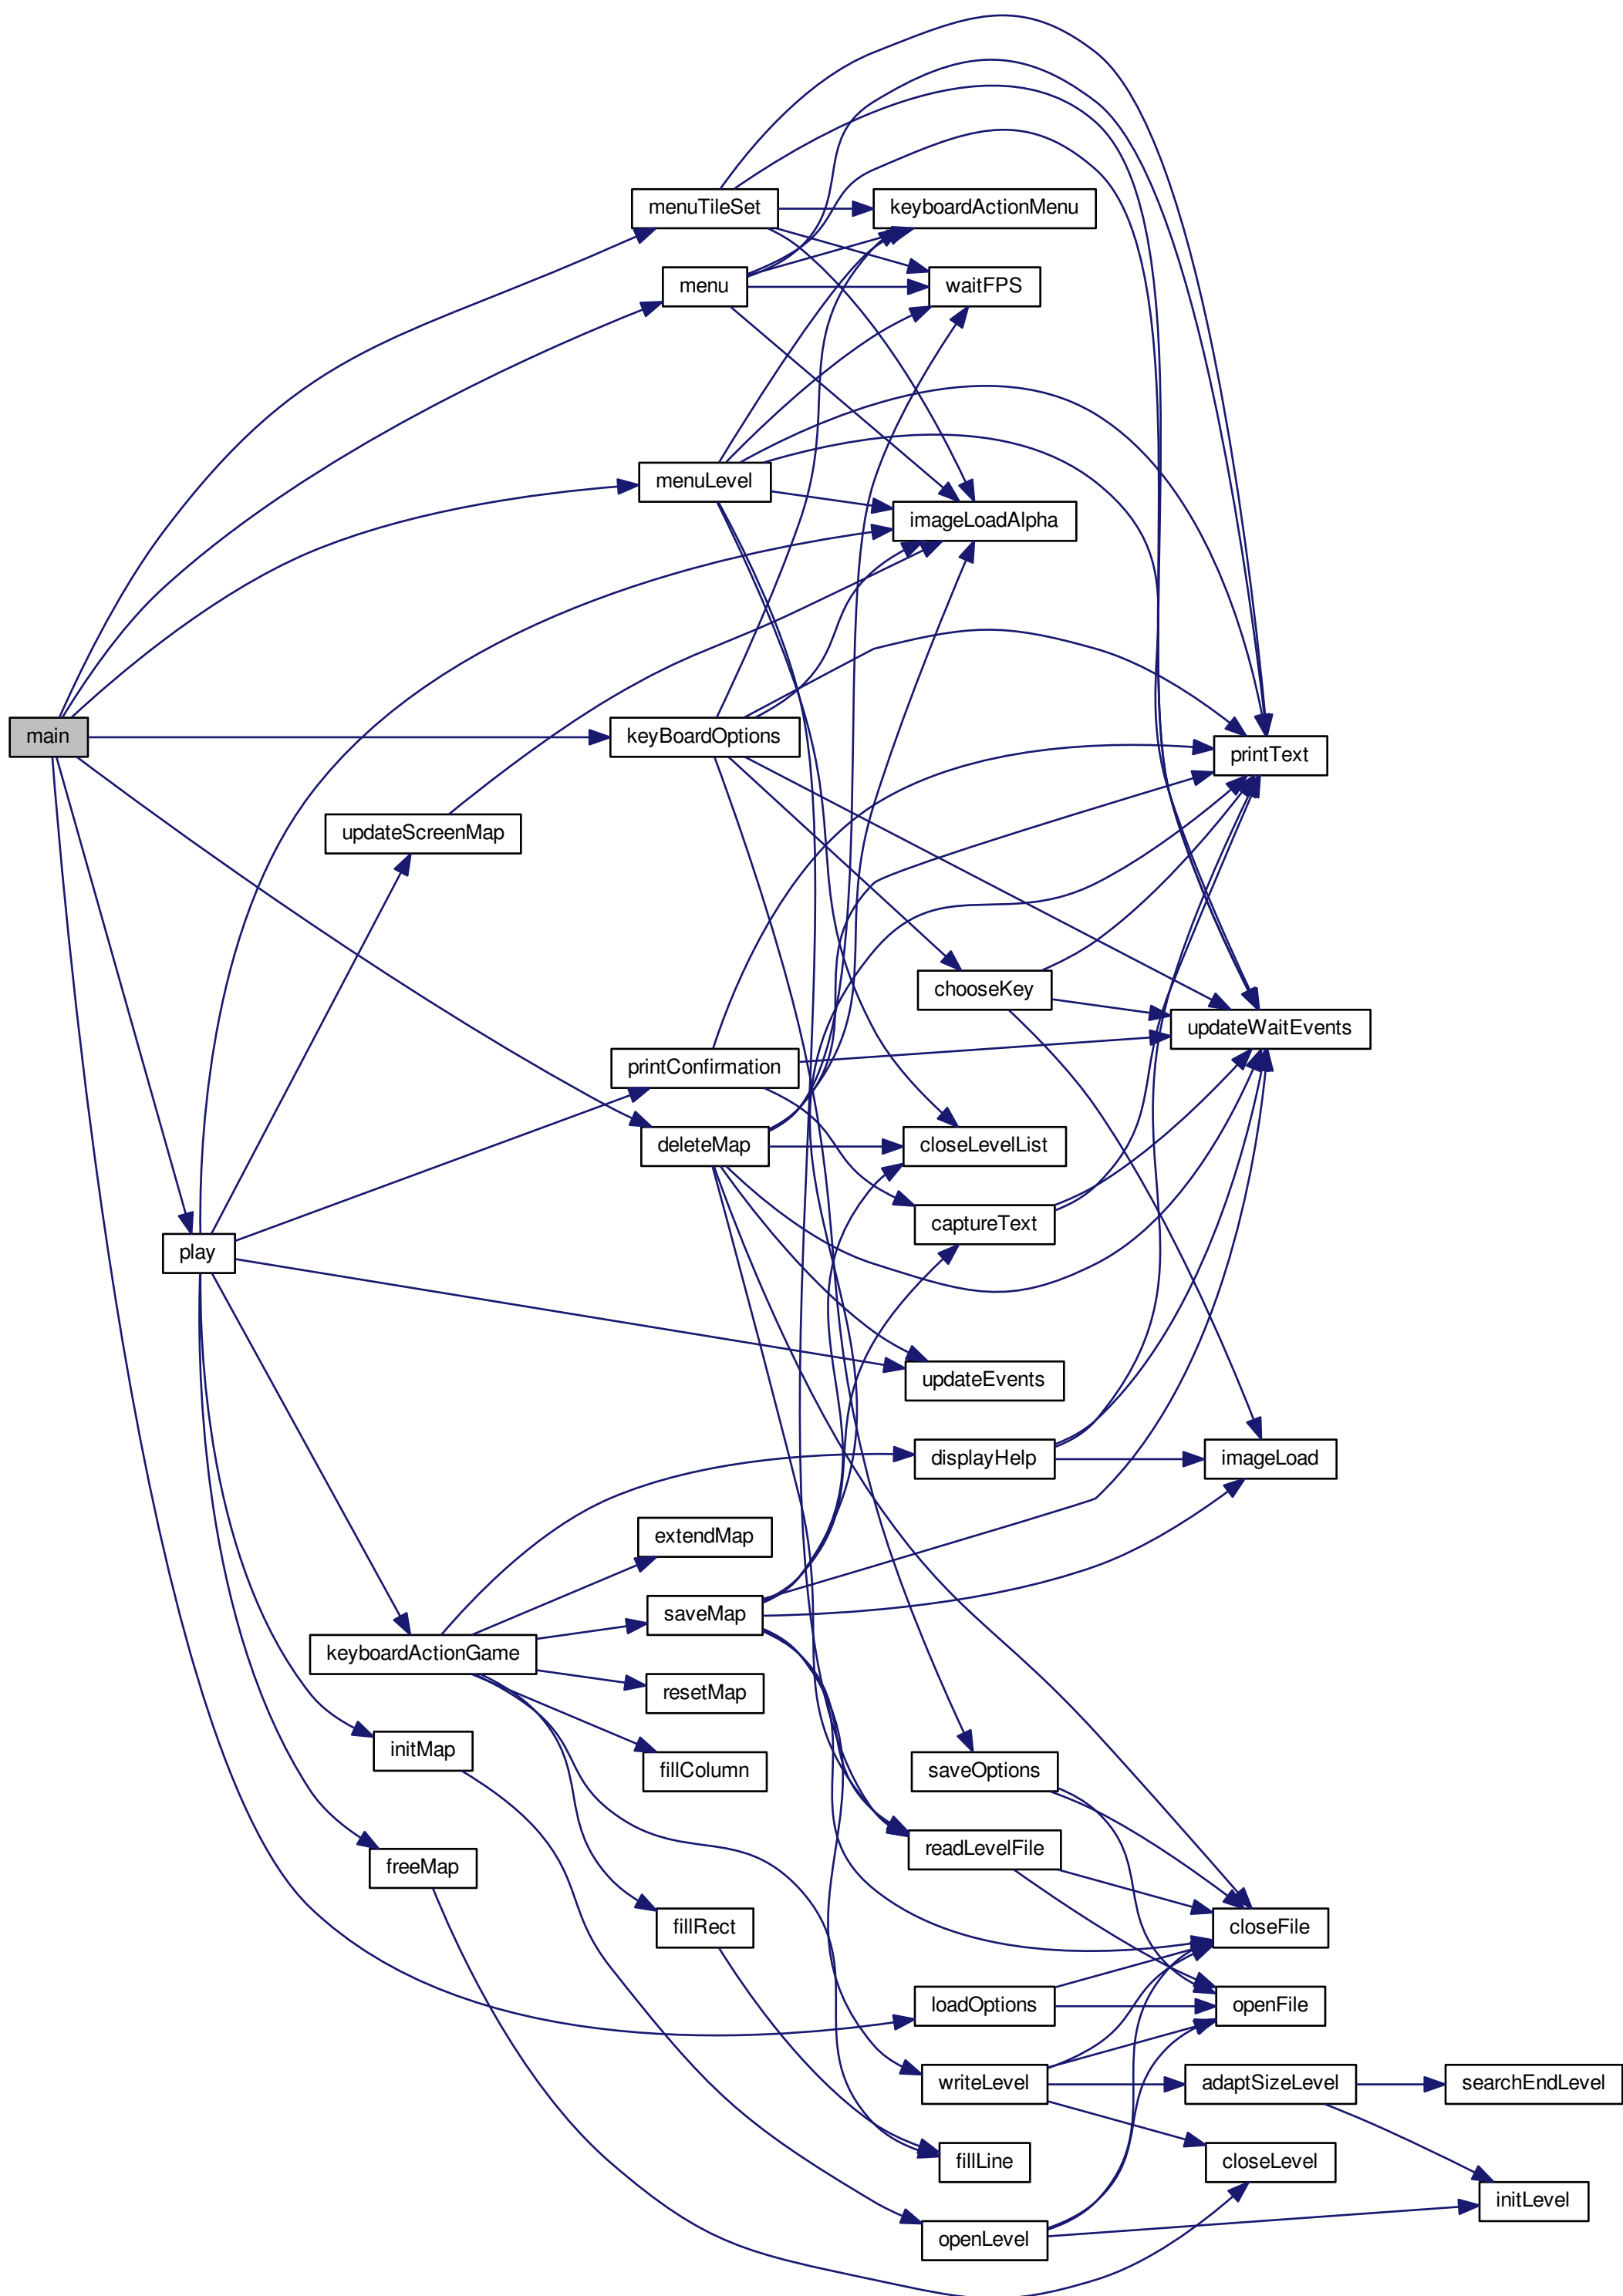 menuTileSet
keyboardActionMenu
menu
waitFPS
menuLevel
imageLoadAlpha
main
keyBoardOptions
printText
updateScreenMap
chooseKey
updateWaitEvents
printConfirmation
deleteMap
closeLevelList
captureText
play
updateEvents
displayHelp
imageLoad
extendMap
saveMap
keyboardActionGame
resetMap
initMap
fillColumn
saveOptions
readLevelFile
freeMap
fillRect
closeFile
loadOptions
openFile
writeLevel
adaptSizeLevel
searchEndLevel
fillLine
closeLevel
initLevel
openLevel